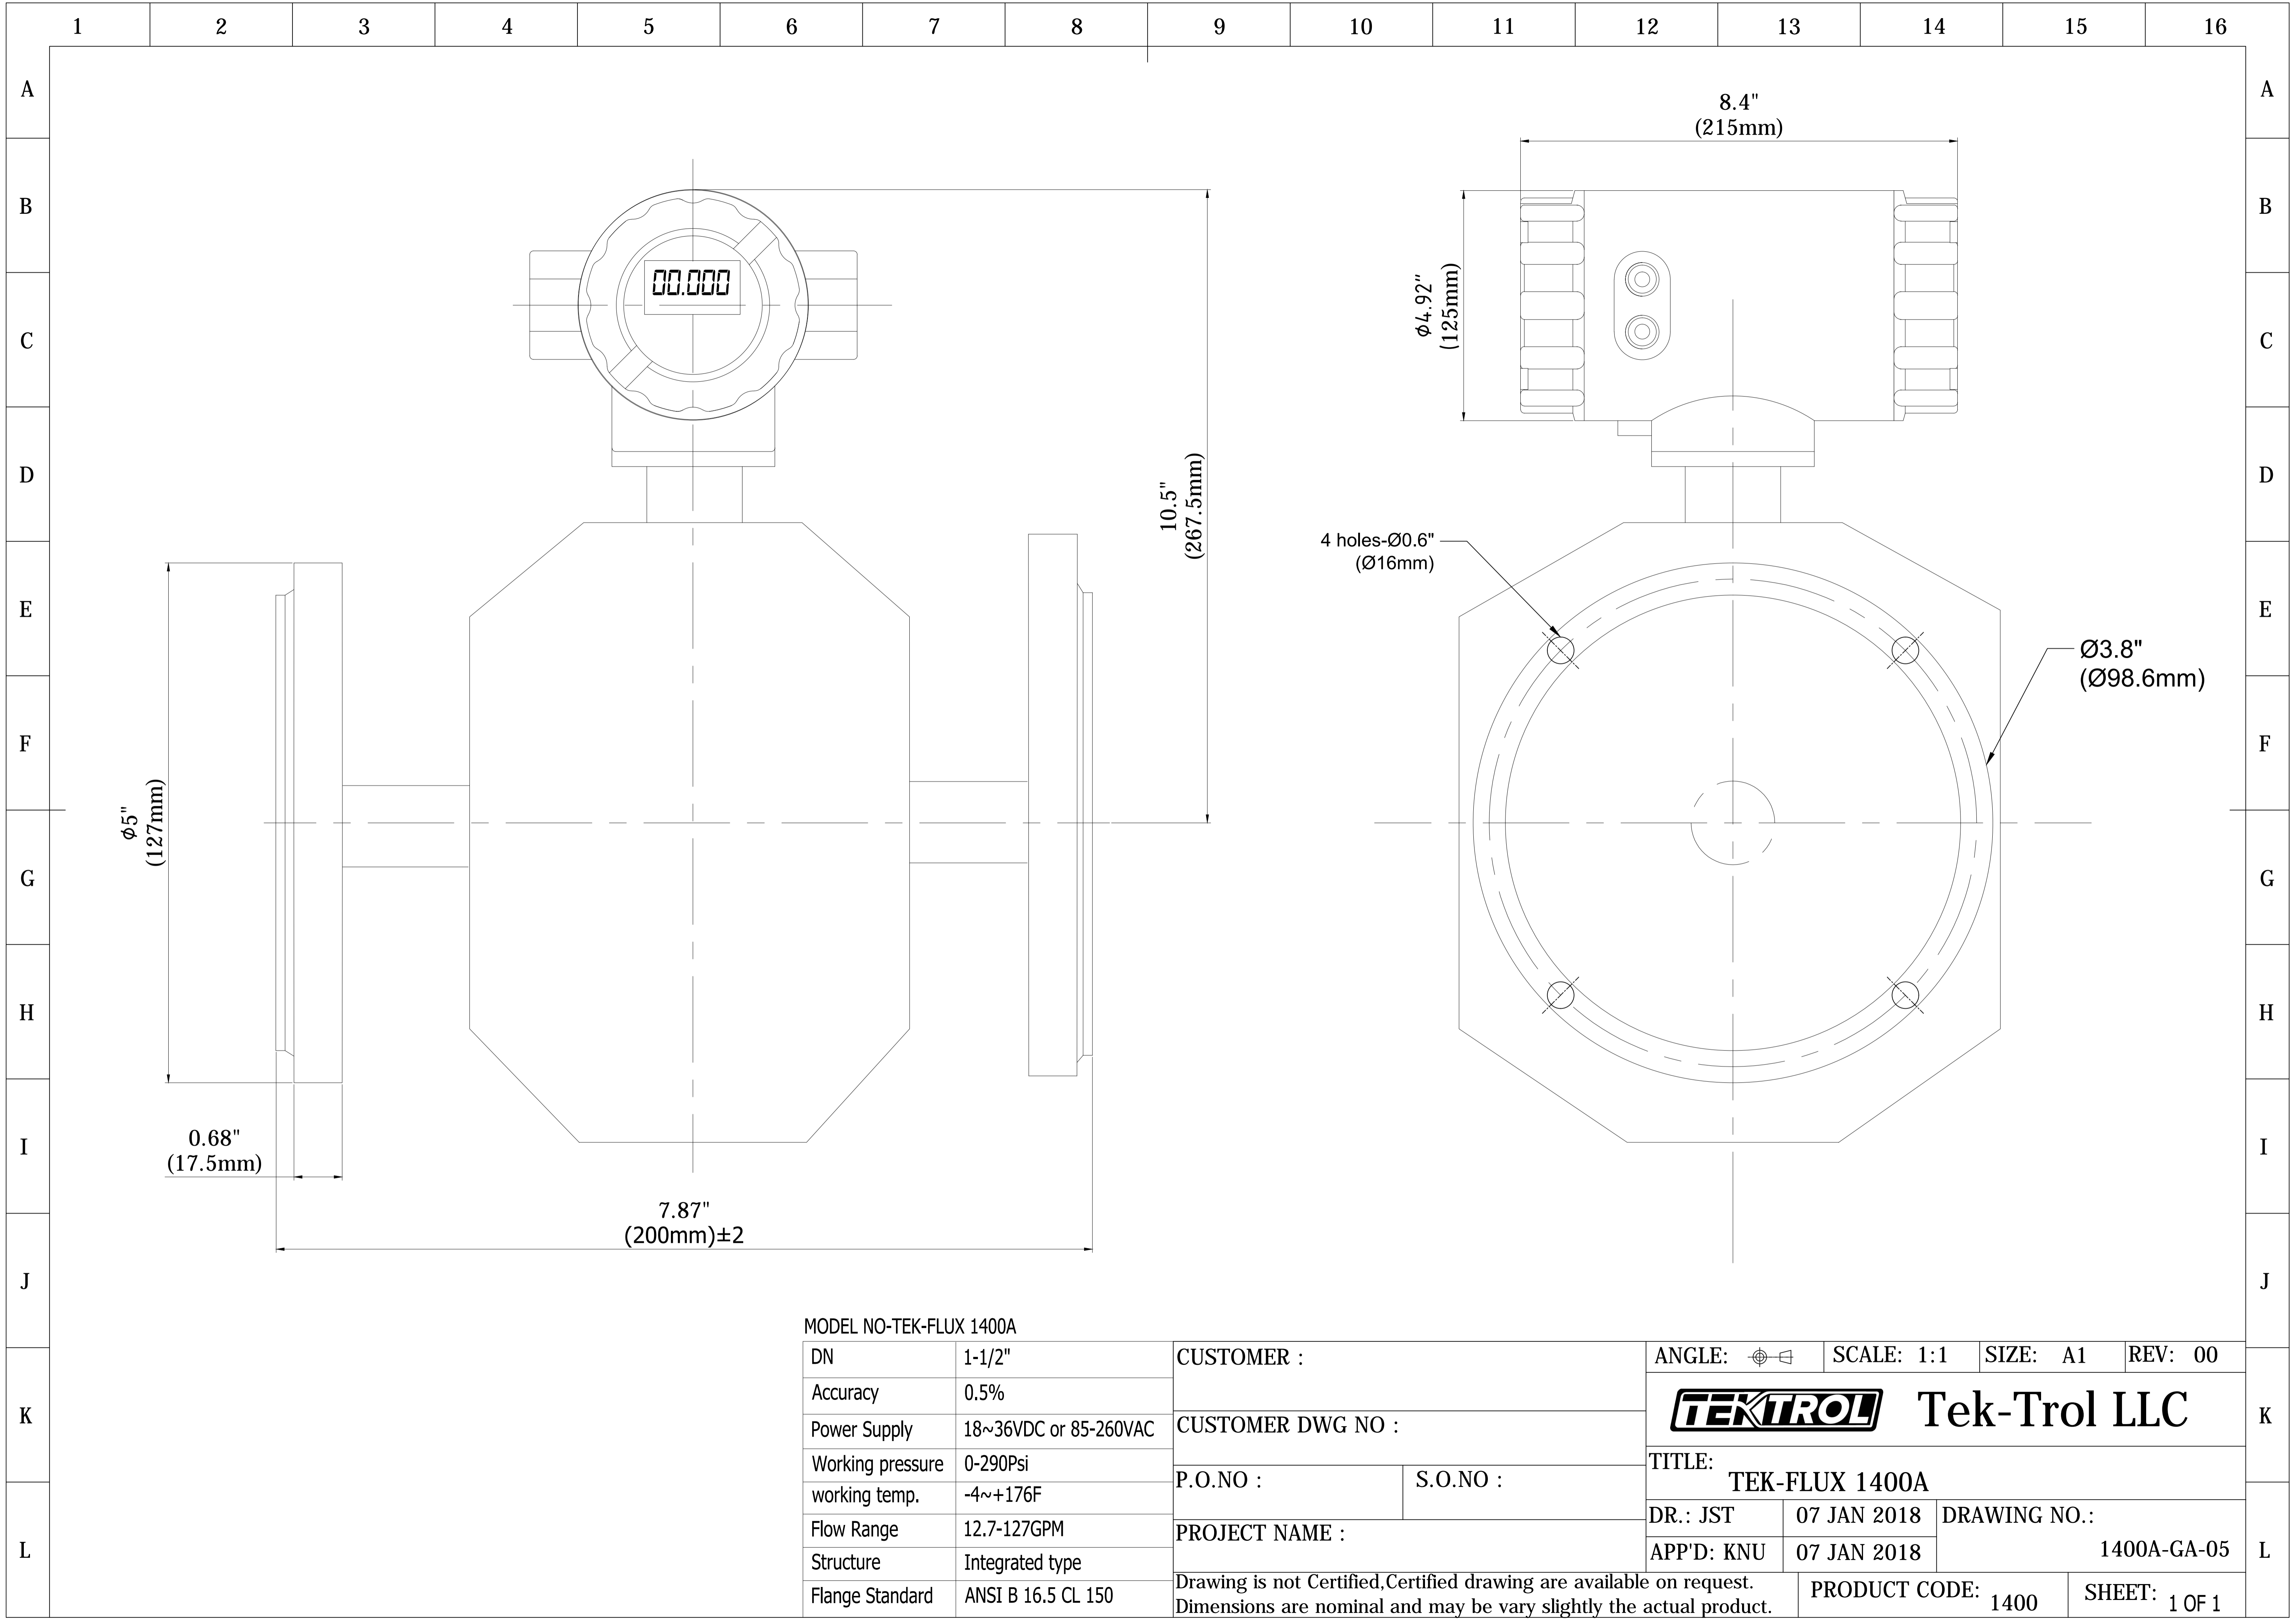 1 2 3 4 5 6 7 8 9 10 11 12 13 14 15 16
A A
B B
C C
D D
E E
F F
G G
H H
I I
J J
K K
L L
8.4"
(215mm)
00.000
φ4.92"
(125mm)
10.5"
(267.5mm)
4 holes-Ø0.6"
(Ø16mm)
Ø3.8"
(Ø98.6mm)
φ5"
(127mm)
0.68"
(17.5mm)
7.87"
(200mm)±2
MODEL NO-TEK-FLUX 1400A
DN 1-1/2"
Accuracy 0.5%
Power Supply 18~36VDC or 85-260VAC
Working pressure 0-290Psi
working temp. -4~+176F
Flow Range 12.7-127GPM
Structure Integrated type
Flange Standard ANSI B 16.5 CL 150
CUSTOMER :
CUSTOMER DWG NO :
P.O.NO : S.O.NO :
PROJECT NAME :
Drawing is not Certified,Certified drawing are available on request.
Dimensions are nominal and may be vary slightly the actual product.
ANGLE: SCALE: 1:1 SIZE: A1 REV: 00
TEKTROL Tek-Trol LLC
TITLE:
TEK-FLUX 1400A
DR.: JST 07 JAN 2018 DRAWING NO.:
APP'D: KNU 07 JAN 2018 1400A-GA-05
PRODUCT CODE: 1400 SHEET: 1 OF 1